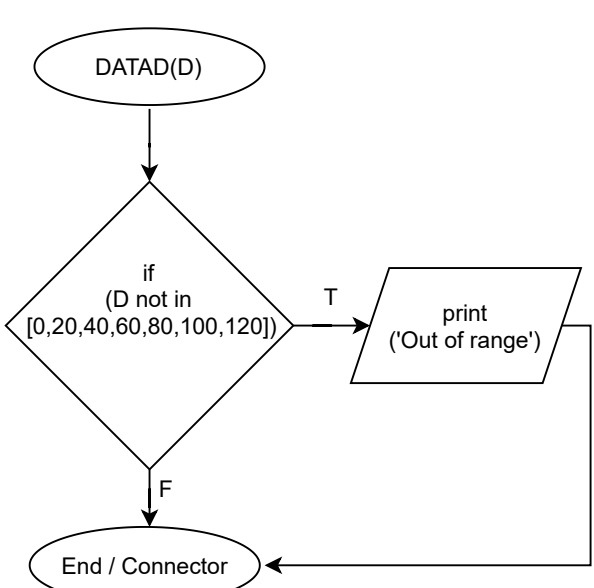 DATAD(D)
if
(D not in
[0,20,40,60,80,100,120])
T
print
('Out of range')
F
End / Connector